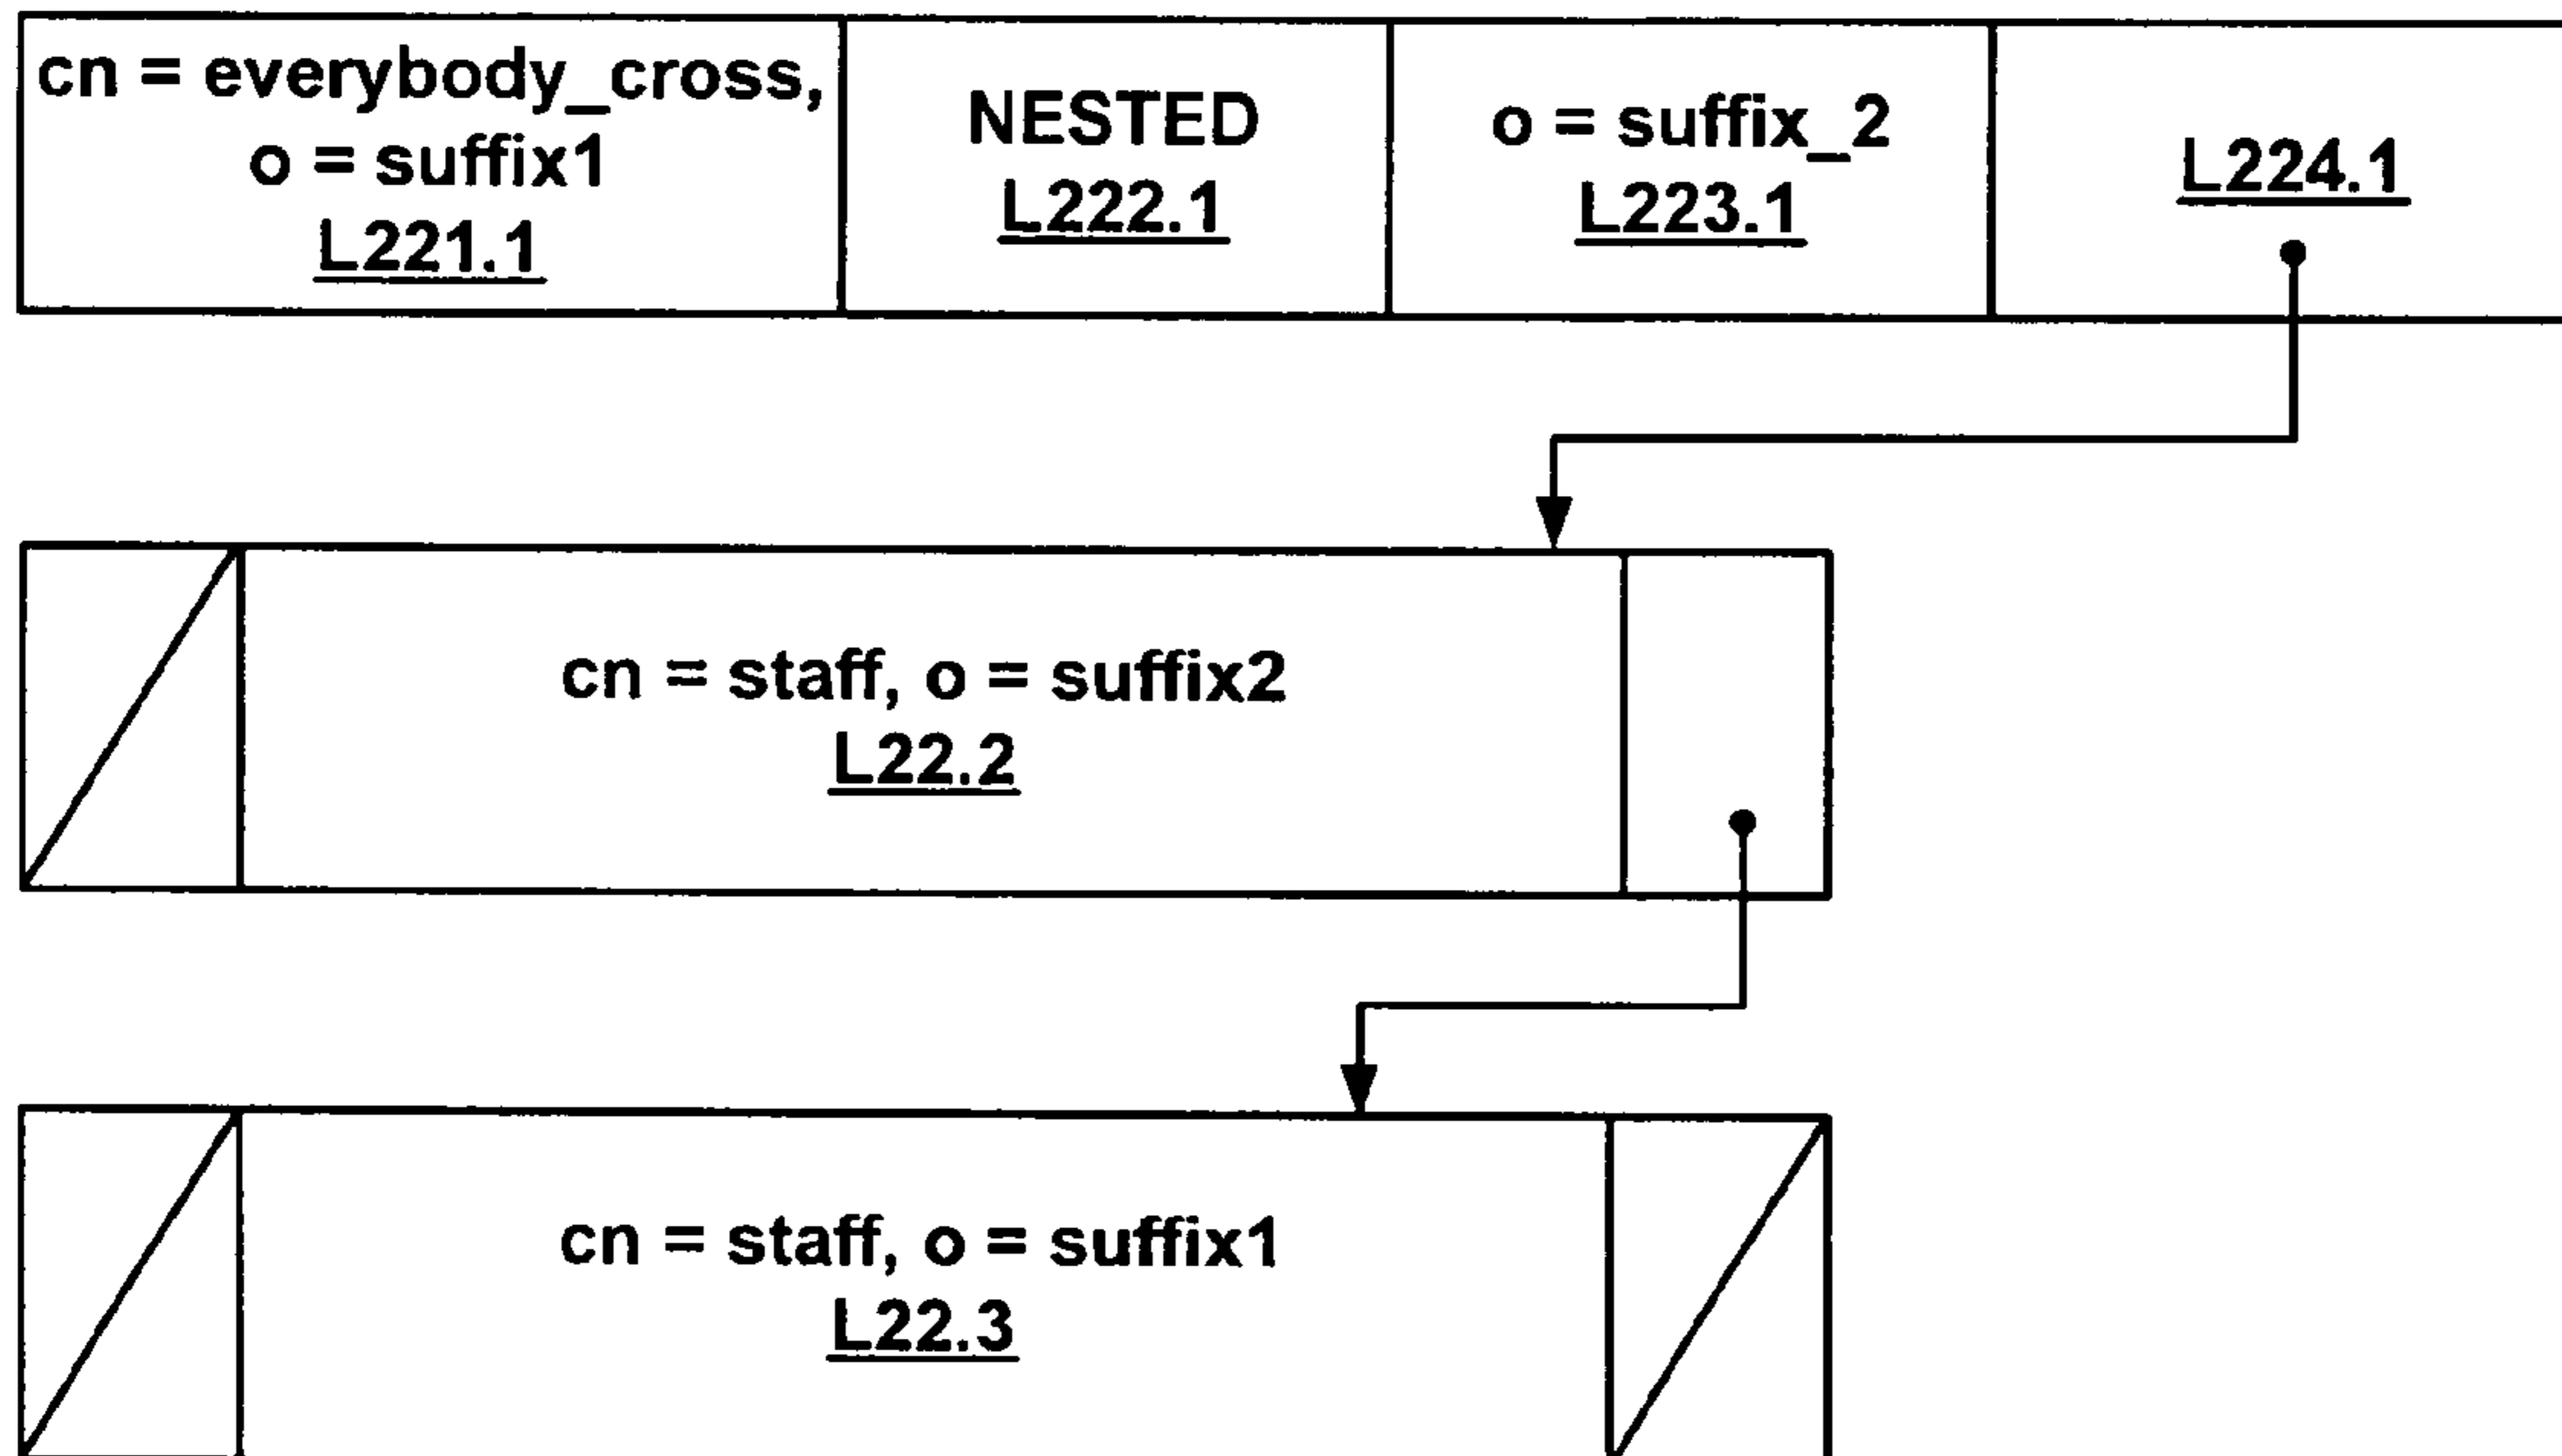 cn = everybody_cross,
o = suffix1
L221.1
NESTED
L222.1
o = suffix_2
L223.1
L224.1
cn = staff, o = suffix2
L22.2
cn = staff, o = suffix1
L22.3